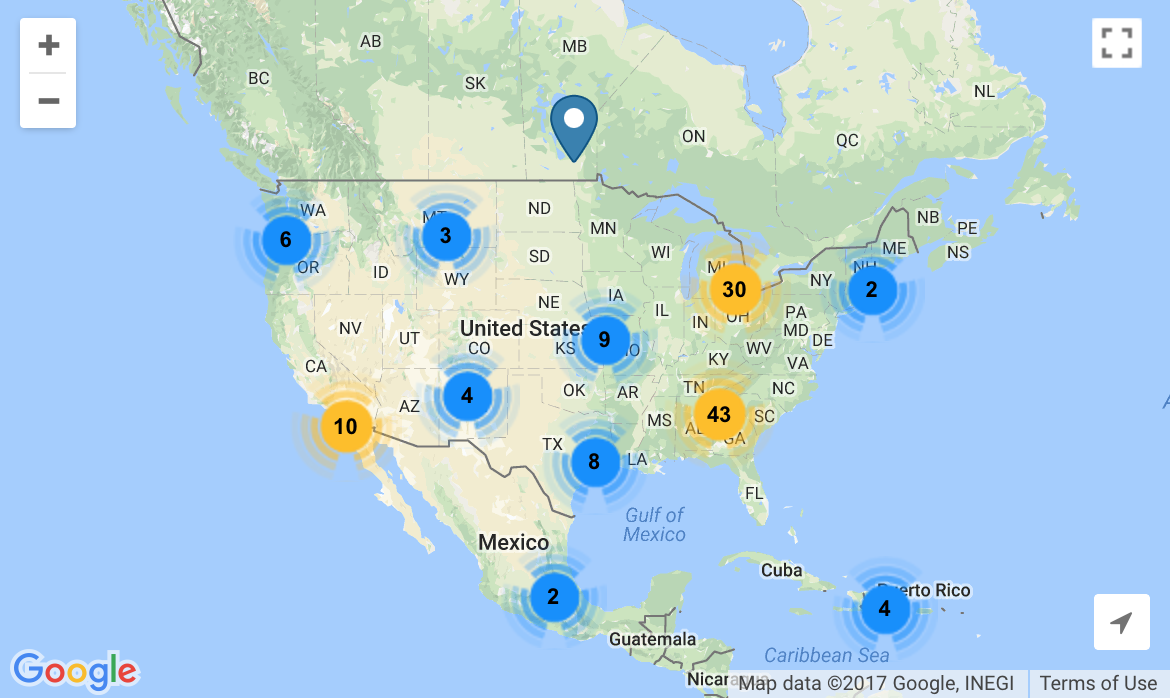 AB
MB
BC
SK
NL
ON
QC
WA
MT
ND
NB
PE
6
3
MN
ME
NS
OR
ID
WY
SD
WI
MI
NH
NY
30
2
NE
IA
IL
IN
OH
PA
MD
DE
NV
United States
UT
CO
KS
9
MO
KY
WV
VA
CA
AZ
4
OK
AR
TN
NC
10
MS
43
SC
AL
GA
TX
8
LA
FL
Gulf of
Mexico
Mexico
Cuba
2
Puerto Rico
4
Guatemala
Caribbean Sea
Google
Map data ©2017 Google, INEGI
Terms of Use